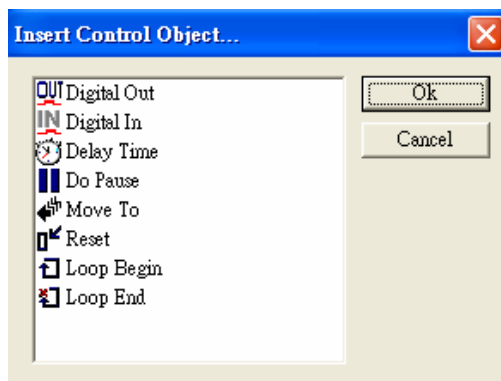 Insert Control Object...
OUT Digital Out
IN Digital In
Delay Time
Do Pause
Move To
Reset
Loop Begin
Loop End
Ok
Cancel